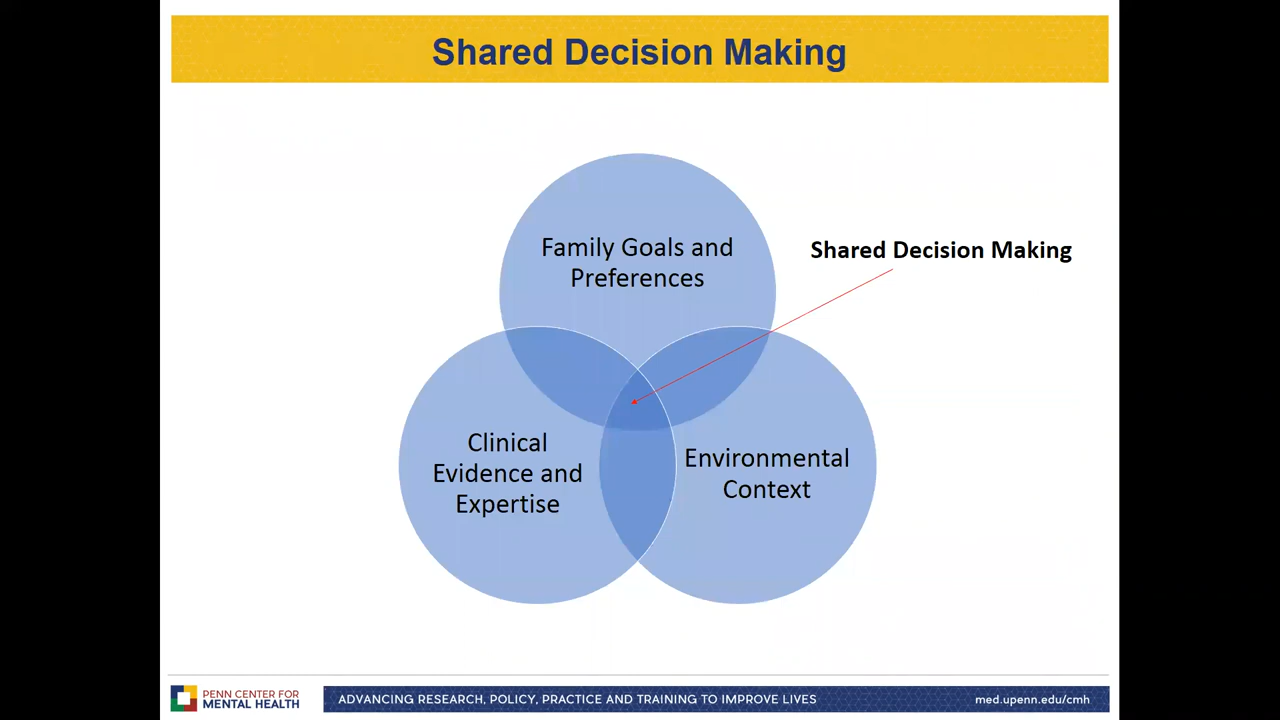 Shared Decision Making
Family Goals and
Preferences
Shared Decision Making
Clinical
Evidence and
Expertise
Environmental
Context
PENN CENTER FOR
MENTAL HEALTH
ADVANCING RESEARCH, POLICY, PRACTICE AND TRAINING TO IMPROVE LIVES
med.upenn.edu/cmh